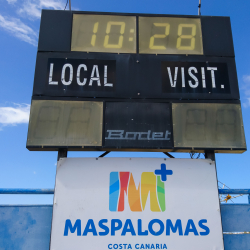 10:28
LOCAL VISIT.
Bodet
M+
MASPALOMAS
COSTA CANARIA